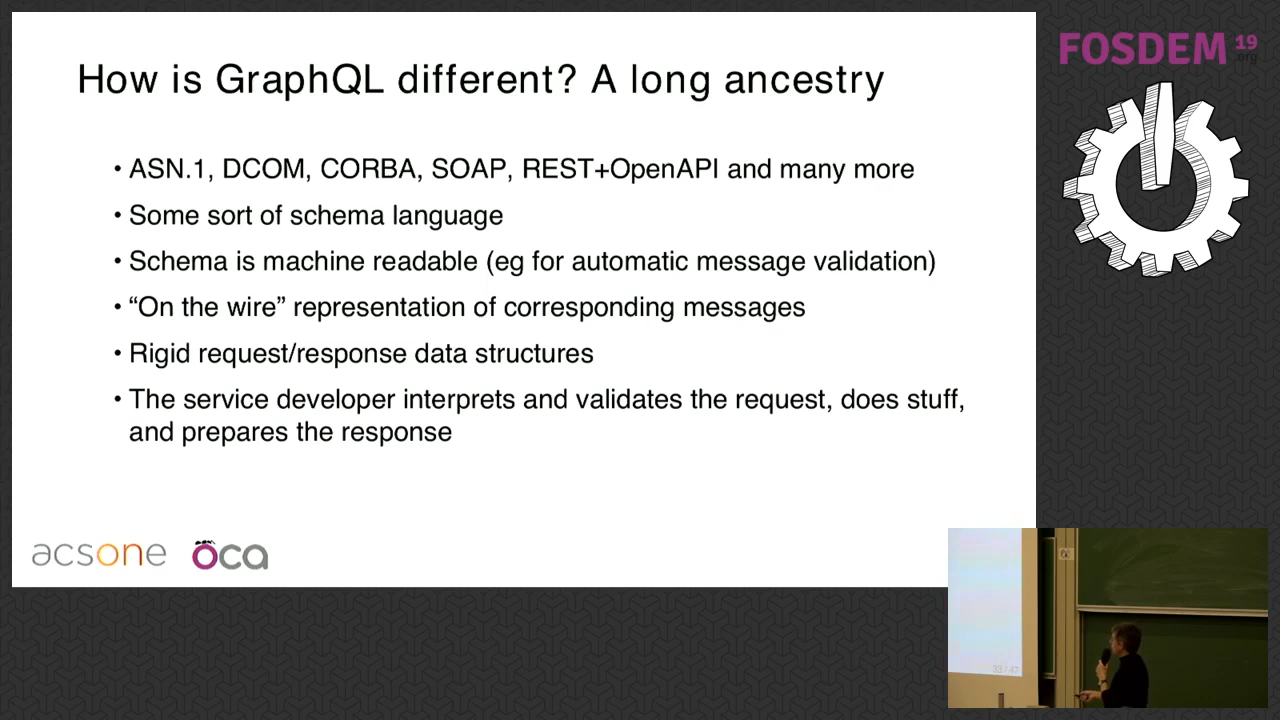 How is GraphQL different? A long ancestry
• ASN.1, DCOM, CORBA, SOAP, REST+OpenAPI and many more
• Some sort of schema language
• Schema is machine readable (eg for automatic message validation)
• “On the wire” representation of corresponding messages
• Rigid request/response data structures
• The service developer interprets and validates the request, does stuff,
and prepares the response
acsone oca
FOSDEM 19
.org
33 / 47